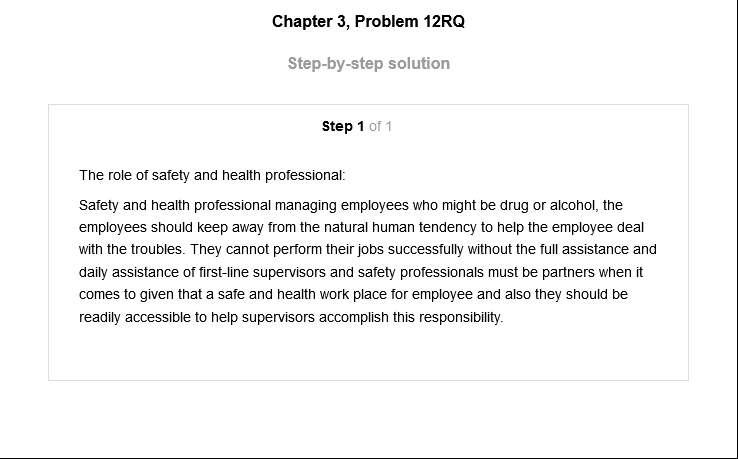 Chapter 3, Problem 12RQ
Step-by-step solution
Step 1 of 1
The role of safety and health professional:
Safety and health professional managing employees who might be drug or alcohol, the
employees should keep away from the natural human tendency to help the employee deal
with the troubles. They cannot perform their jobs successfully without the full assistance and
daily assistance of first-line supervisors and safety professionals must be partners when it
comes to given that a safe and health work place for employee and also they should be
readily accessible to help supervisors accomplish this responsibility.